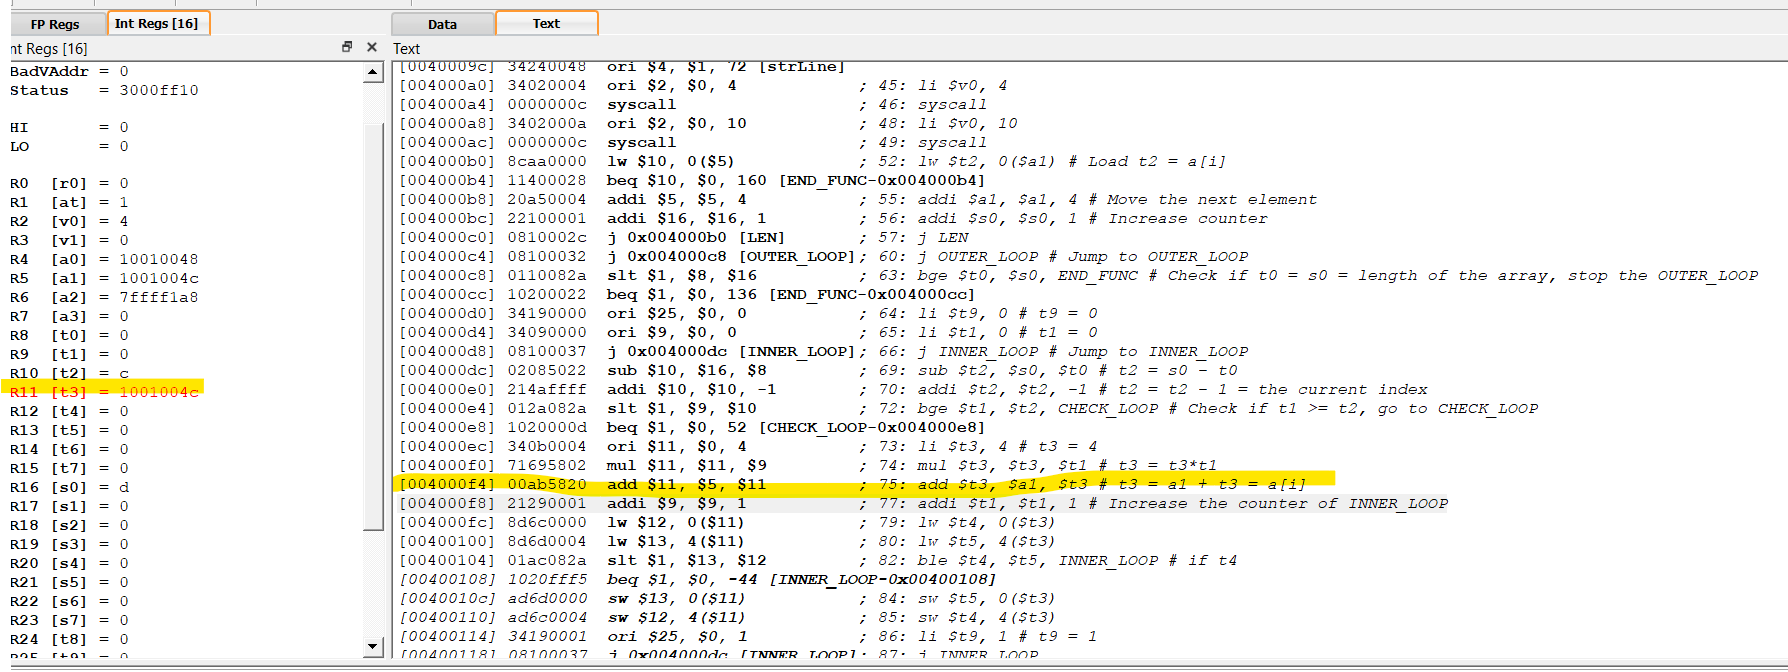 FP Regs
Int Regs [16]
nt Regs [16]
BadVAddr = 0
Status = 3000ff10
HI = 0
LO = 0
R0 [r0] = 0
R1 [at] = 1
R2 [v0] = 4
R3 [v1] = 0
R4 [a0] = 10010048
R5 [a1] = 1001004c
R6 [a2] = 7ffff1a8
R7 [a3] = 0
R8 [t0] = 0
R9 [t1] = 0
R10 [t2] = c
R11 [t3] = 1001004c
R12 [t4] = 0
R13 [t5] = 0
R14 [t6] = 0
R15 [t7] = 0
R16 [s0] = d
R17 [s1] = 0
R18 [s2] = 0
R19 [s3] = 0
R20 [s4] = 0
R21 [s5] = 0
R22 [s6] = 0
R23 [s7] = 0
R24 [t8] = 0
R25 [t9] = 0
Data
Text
Text
[0040009c] 34240048 ori $4, $1, 72 [strLine]
[004000a0] 34020004 ori $2, $0, 4 ; 45: li $v0, 4
[004000a4] 0000000c syscall ; 46: syscall
[004000a8] 3402000a ori $2, $0, 10 ; 48: li $v0, 10
[004000ac] 0000000c syscall ; 49: syscall
[004000b0] 8caa0000 lw $10, 0($5) ; 52: lw $t2, 0($a1) # Load t2 = a[i]
[004000b4] 11400028 beq $10, $0, 160 [END_FUNC-0x004000b4]
[004000b8] 20a50004 addi $5, $5, 4 ; 55: addi $a1, $a1, 4 # Move the next element
[004000bc] 22100001 addi $16, $16, 1 ; 56: addi $s0, $s0, 1 # Increase counter
[004000c0] 0810002c j 0x004000b0 [LEN] ; 57: j LEN
[004000c4] 08100032 j 0x004000c8 [OUTER_LOOP]; 60: j OUTER_LOOP # Jump to OUTER_LOOP
[004000c8] 0110082a slt $1, $8, $16 ; 63: bge $t0, $s0, END_FUNC # Check if t0 = s0 = length of the array, stop the OUTER_LOOP
[004000cc] 10200022 beq $1, $0, 136 [END_FUNC-0x004000cc]
[004000d0] 34190000 ori $25, $0, 0 ; 64: li $t9, 0 # t9 = 0
[004000d4] 34090000 ori $9, $0, 0 ; 65: li $t1, 0 # t1 = 0
[004000d8] 08100037 j 0x004000dc [INNER_LOOP]; 66: j INNER_LOOP # Jump to INNER_LOOP
[004000dc] 02085022 sub $10, $16, $8 ; 69: sub $t2, $s0, $t0 # t2 = s0 - t0
[004000e0] 214affff addi $10, $10, -1 ; 70: addi $t2, $t2, -1 # t2 = t2 - 1 = the current index
[004000e4] 012a082a slt $1, $9, $10 ; 72: bge $t1, $t2, CHECK_LOOP # Check if t1 >= t2, go to CHECK_LOOP
[004000e8] 1020000d beq $1, $0, 52 [CHECK_LOOP-0x004000e8]
[004000ec] 340b0004 ori $11, $0, 4 ; 73: li $t3, 4 # t3 = 4
[004000f0] 71695802 mul $11, $11, $9 ; 74: mul $t3, $t3, $t1 # t3 = t3*t1
[004000f4] 00ab5820 add $11, $5, $11 ; 75: add $t3, $a1, $t3 # t3 = a1 + t3 = a[i]
[004000f8] 21290001 addi $9, $9, 1 ; 77: addi $t1, $t1, 1 # Increase the counter of INNER_LOOP
[004000fc] 8d6c0000 lw $12, 0($11) ; 79: lw $t4, 0($t3)
[00400100] 8d6d0004 lw $13, 4($11) ; 80: lw $t5, 4($t3)
[00400104] 01ac082a slt $1, $13, $12 ; 82: ble $t4, $t5, INNER_LOOP # if t4
[00400108] 1020fff5 beq $1, $0, -44 [INNER_LOOP-0x00400108]
[0040010c] ad6d0000 sw $13, 0($11) ; 84: sw $t5, 0($t3)
[00400110] ad6c0004 sw $12, 4($11) ; 85: sw $t4, 4($t3)
[00400114] 34190001 ori $25, $0, 1 ; 86: li $t9, 1 # t9 = 1
[00400118] 08100037 j 0x004000dc [INNER_LOOP]; 87: j INNER_LOOP